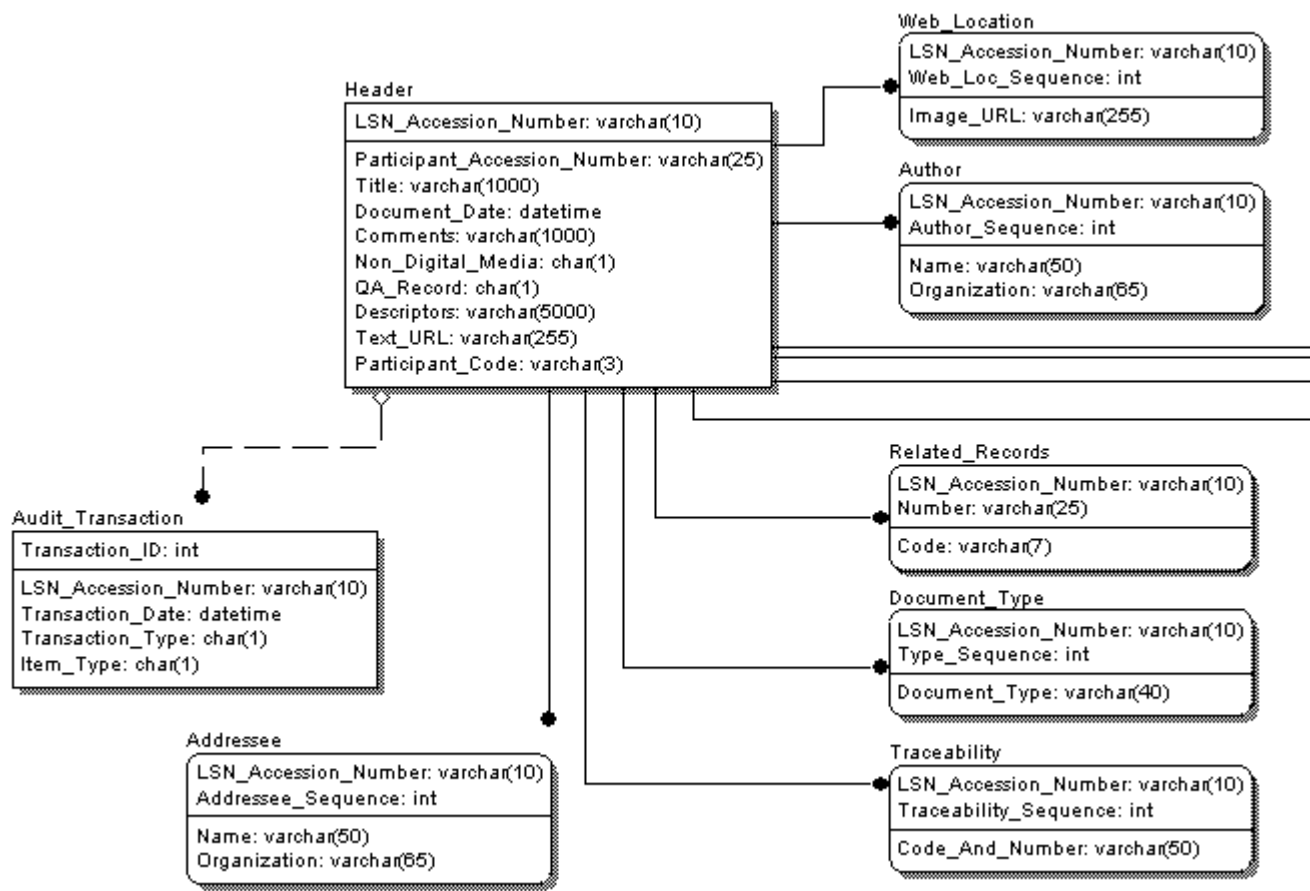 Web_Location
LSN_Accession_Number: varchar(10)
Web_Loc_Sequence: int
Image_URL: varchar(255)
Header
LSN_Accession_Number: varchar(10)
Participant_Accession_Number: varchar(25)
Title: varchar(1000)
Document_Date: datetime
Comments: varchar(1000)
Non_Digital_Media: char(1)
QA_Record: char(1)
Descriptors: varchar(5000)
Text_URL: varchar(255)
Participant_Code: varchar(3)
Author
LSN_Accession_Number: varchar(10)
Author_Sequence: int
Name: varchar(50)
Organization: varchar(65)
Related_Records
LSN_Accession_Number: varchar(10)
Number: varchar(25)
Code: varchar(7)
Audit_Transaction
Transaction_ID: int
LSN_Accession_Number: varchar(10)
Transaction_Date: datetime
Transaction_Type: char(1)
Item_Type: char(1)
Document_Type
LSN_Accession_Number: varchar(10)
Type_Sequence: int
Document_Type: varchar(40)
Addressee
LSN_Accession_Number: varchar(10)
Addressee_Sequence: int
Name: varchar(50)
Organization: varchar(65)
Traceability
LSN_Accession_Number: varchar(10)
Traceability_Sequence: int
Code_And_Number: varchar(50)